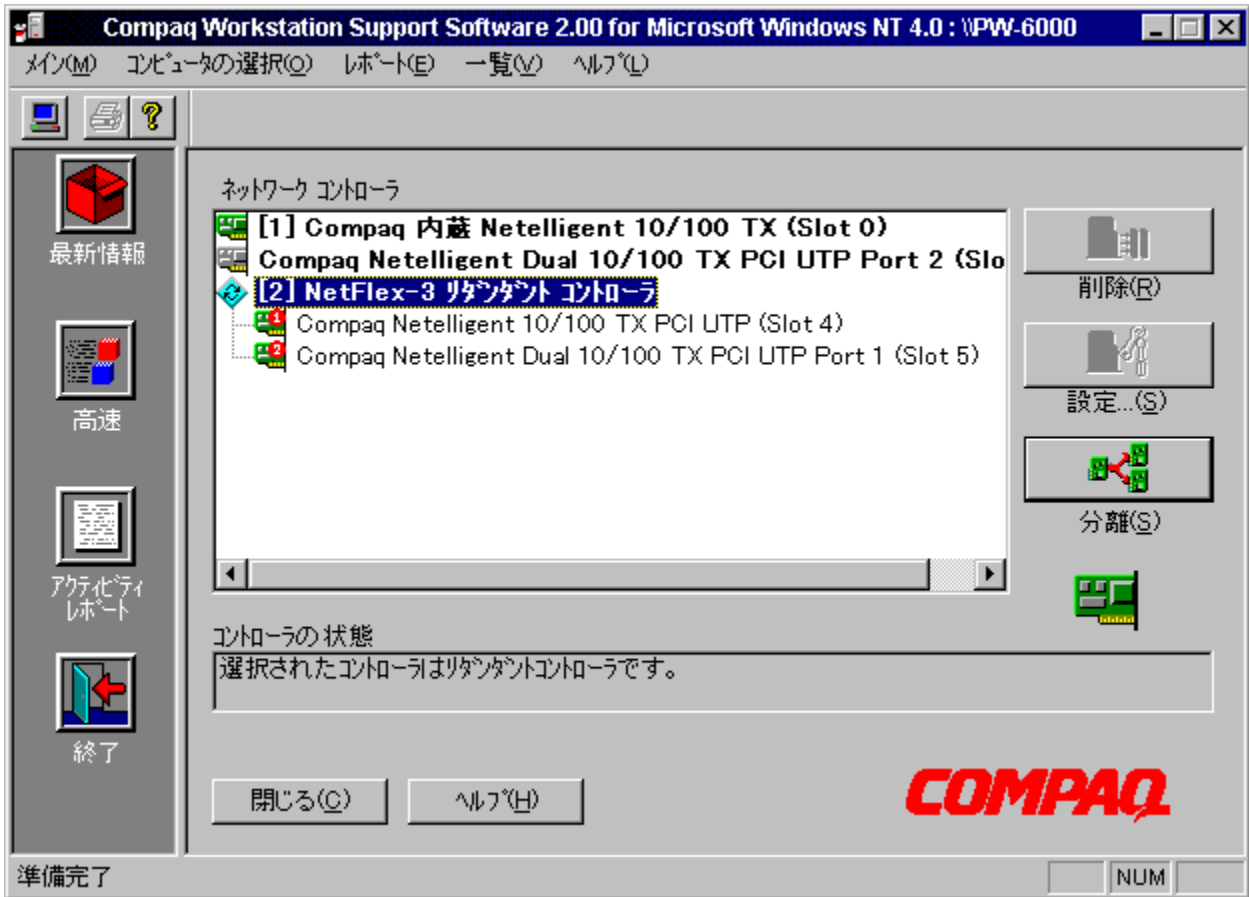 Compaq Workstation Support Software 2.00 for Microsoft Windows NT 4.0 : \\PW-6000
ﾒｲﾝ(M) ｺﾝﾋﾟｭｰﾀの選択(O) ﾚﾎﾟｰﾄ(E) 一覧(V) ﾍﾙﾌﾟ(L)
最新情報
高速
ｱｸﾃｨﾋﾞﾃｨ
ﾚﾎﾟｰﾄ
終了
ﾈｯﾄﾜｰｸ ｺﾝﾄﾛｰﾗ
[1] Compaq 内蔵 Netelligent 10/100 TX (Slot 0)
Compaq Netelligent Dual 10/100 TX PCI UTP Port 2 (Slo
[2] NetFlex-3 ﾘﾀﾞﾝﾀﾞﾝﾄ ｺﾝﾄﾛｰﾗ
1 Compaq Netelligent 10/100 TX PCI UTP (Slot 4)
2 Compaq Netelligent Dual 10/100 TX PCI UTP Port 1 (Slot 5)
削除(R)
設定...(S)
分離(S)
ｺﾝﾄﾛｰﾗの状態
選択されたｺﾝﾄﾛｰﾗはﾘﾀﾞﾝﾀﾞﾝﾄｺﾝﾄﾛｰﾗです。
閉じる(C) ﾍﾙﾌﾟ(H)
COMPAQ
準備完了 NUM